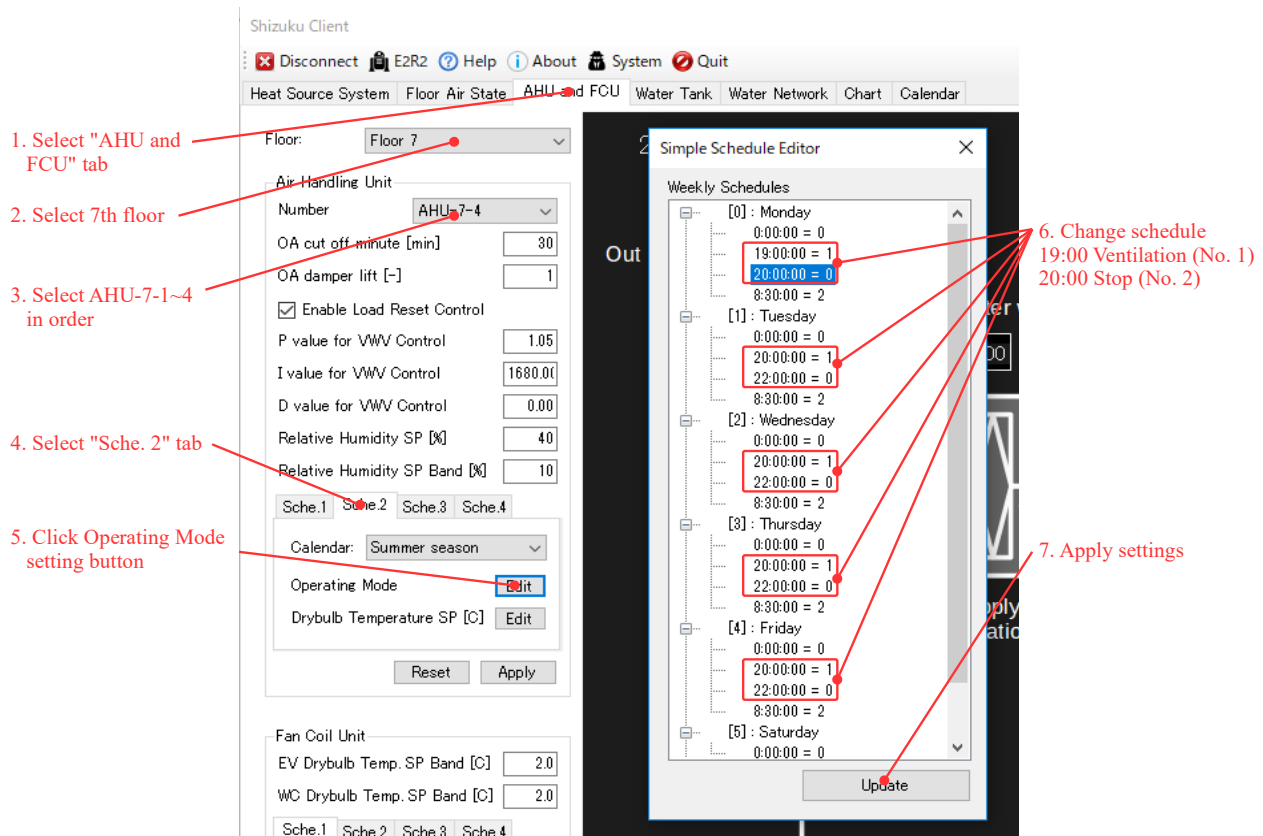 Shizuku Client
Disconnect E2R2 Help About System Quit
Heat Source System Floor Air State AHU and FCU Water Tank Water Network Chart Calendar
1. Select "AHU and
FCU" tab
2. Select 7th floor
3. Select AHU-7-1~4
in order
4. Select "Sche. 2" tab
5. Click Operating Mode
setting button
Floor: Floor 7
Air Handling Unit
Number AHU-7-4
OA cut off minute [min] 30
OA damper lift [-] 1
Enable Load Reset Control
P value for VWV Control 1.05
I value for VWV Control 1680.0
D value for VWV Control 0.00
Relative Humidity SP [%] 40
Relative Humidity SP Band [%] 10
Sche.1 Sche.2 Sche.3 Sche.4
Calendar: Summer season
Operating Mode Edit
Drybulb Temperature SP [C] Edit
Reset Apply
Fan Coil Unit
EV Drybulb Temp. SP Band [C] 2.0
WC Drybulb Temp. SP Band [C] 2.0
Sche.1 Sche.2 Sche.3 Sche.4
2
Out
Simple Schedule Editor
Weekly Schedules
[0] : Monday
0:00:00 = 0
19:00:00 = 1
20:00:00 = 0
8:30:00 = 2
[1] : Tuesday
0:00:00 = 0
20:00:00 = 1
22:00:00 = 0
8:30:00 = 2
[2] : Wednesday
0:00:00 = 0
20:00:00 = 1
22:00:00 = 0
8:30:00 = 2
[3] : Thursday
0:00:00 = 0
20:00:00 = 1
22:00:00 = 0
8:30:00 = 2
[4] : Friday
0:00:00 = 0
20:00:00 = 1
22:00:00 = 0
8:30:00 = 2
[5] : Saturday
0:00:00 = 0
Update
6. Change schedule
19:00 Ventilation (No. 1)
20:00 Stop (No. 2)
7. Apply settings